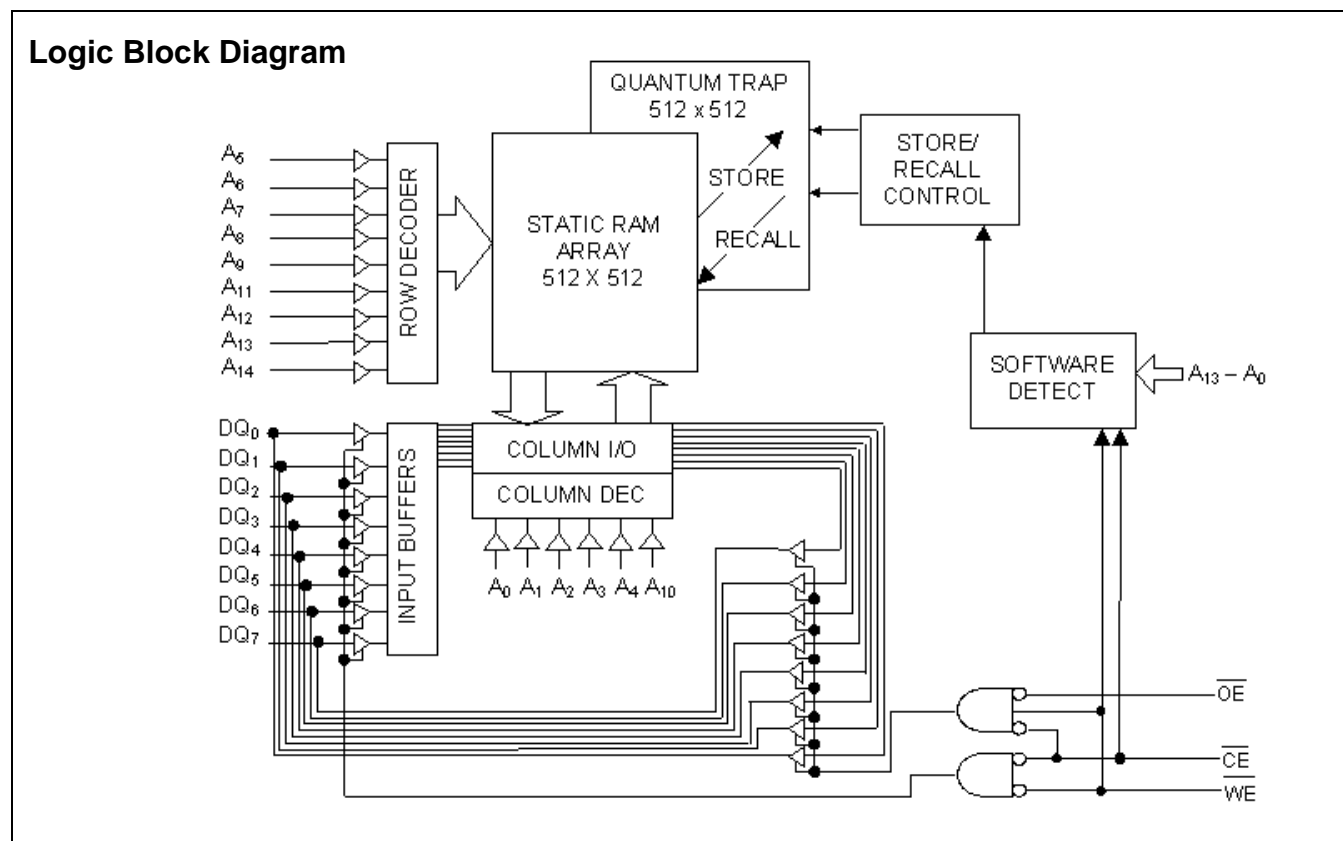 Logic Block Diagram
QUANTUM TRAP
512 x 512
STORE/
RECALL
CONTROL
A5
A6
A7
A8
A9
A11
A12
A13
A14
ROW DECODER
STORE
RECALL
STATIC RAM
ARRAY
512 X 512
SOFTWARE
DETECT
A13 – A0
DQ0
DQ1
DQ2
DQ3
DQ4
DQ5
DQ6
DQ7
INPUT BUFFERS
COLUMN I/O
COLUMN DEC
A0 A1 A2 A3 A4 A10
OE
CE
WE